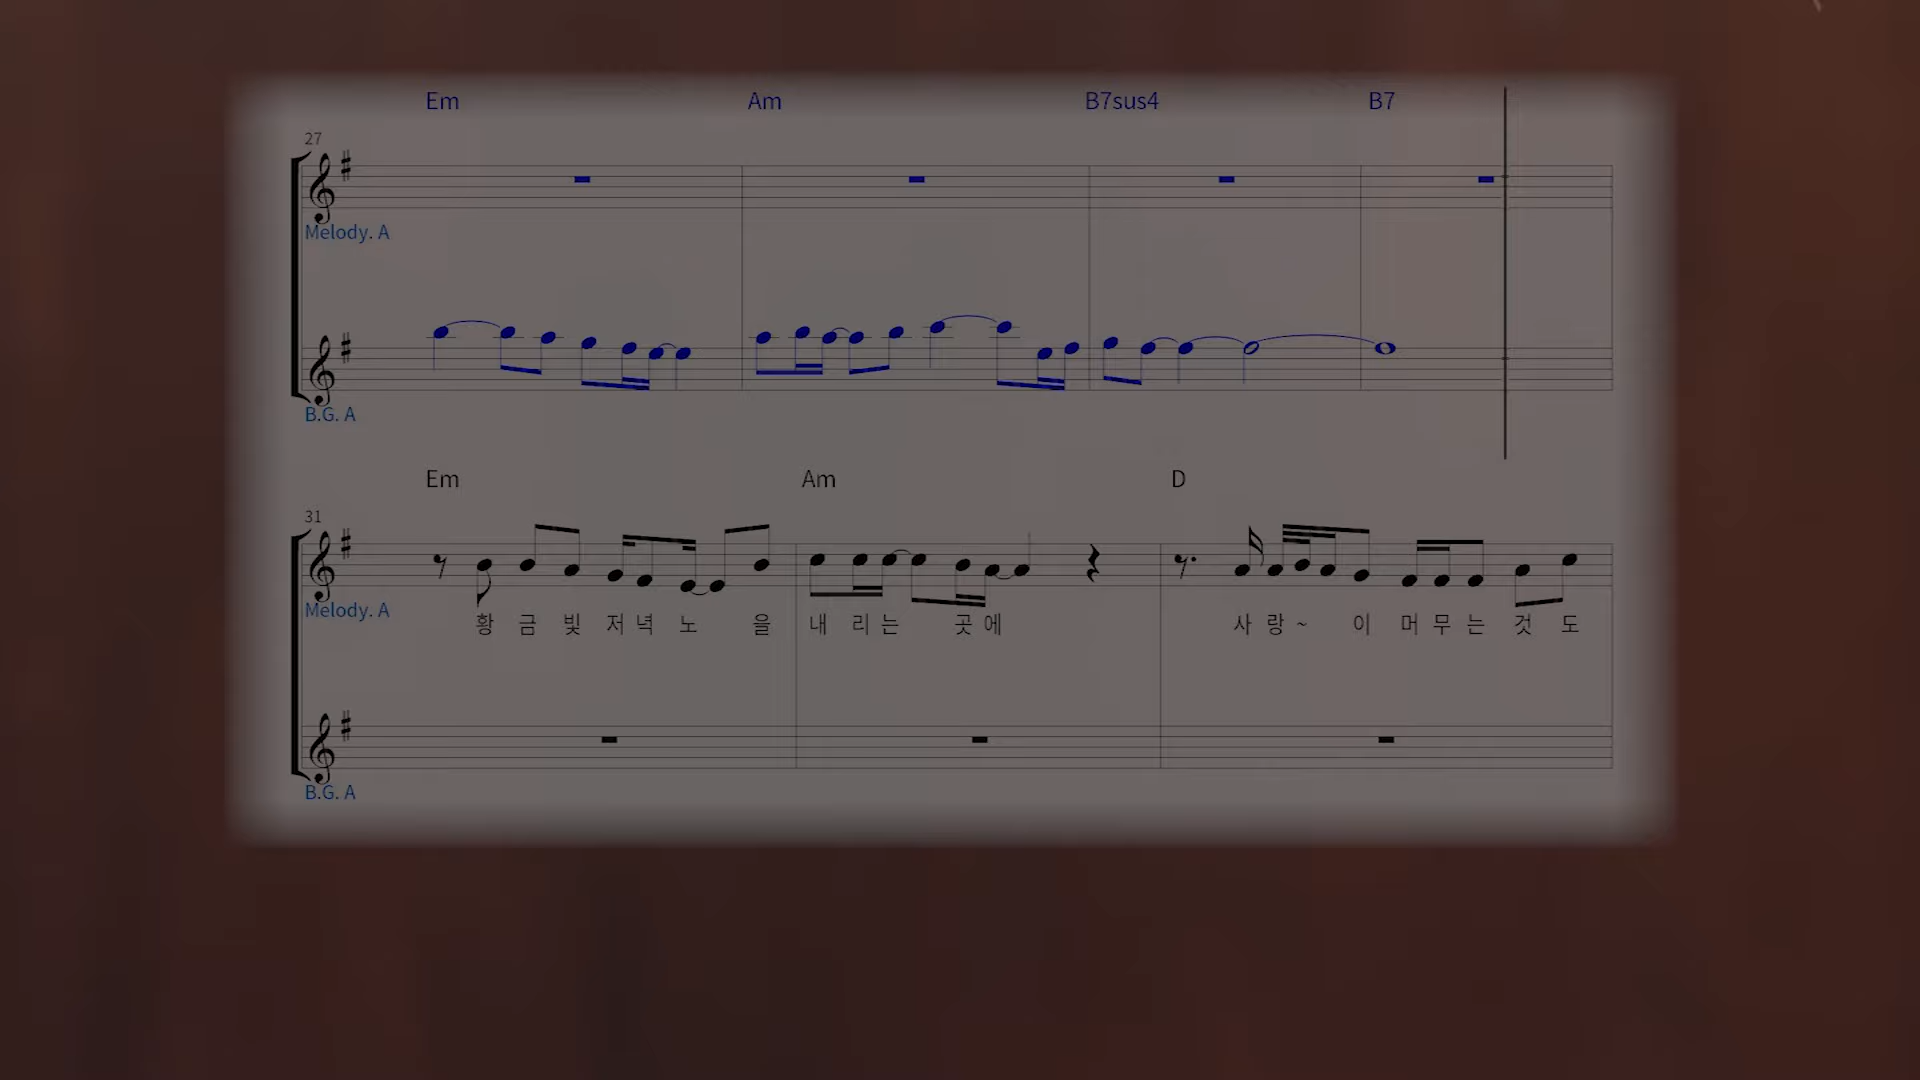 Em Am B7sus4 B7
27
Melody. A
B.G. A
Em Am D
31
Melody. A
황 금 빛 저 녁 노 을 내 리 는 곳 에 사 랑 ~ 이 머 무 는 것 도
B.G. A